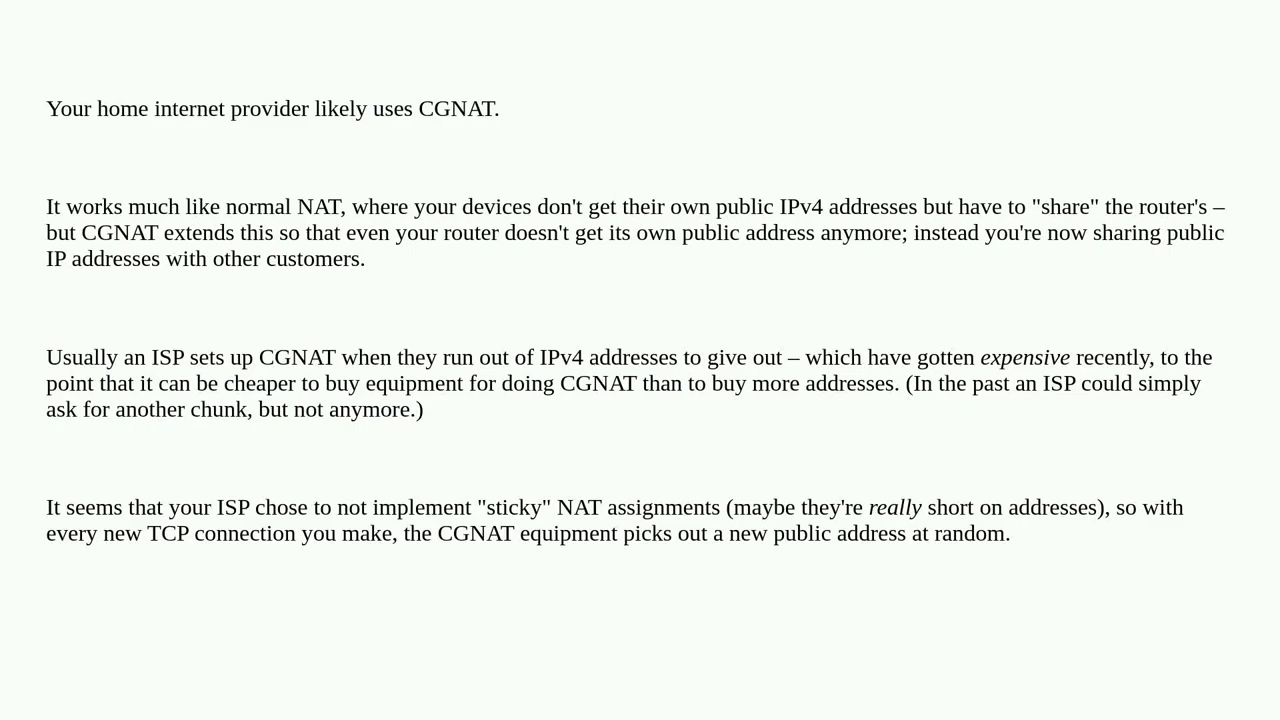 Your home internet provider likely uses CGNAT.
It works much like normal NAT, where your devices don't get their own public IPv4 addresses but have to "share" the router's –
but CGNAT extends this so that even your router doesn't get its own public address anymore; instead you're now sharing public
IP addresses with other customers.
Usually an ISP sets up CGNAT when they run out of IPv4 addresses to give out – which have gotten expensive recently, to the
point that it can be cheaper to buy equipment for doing CGNAT than to buy more addresses. (In the past an ISP could simply
ask for another chunk, but not anymore.)
It seems that your ISP chose to not implement "sticky" NAT assignments (maybe they're really short on addresses), so with
every new TCP connection you make, the CGNAT equipment picks out a new public address at random.